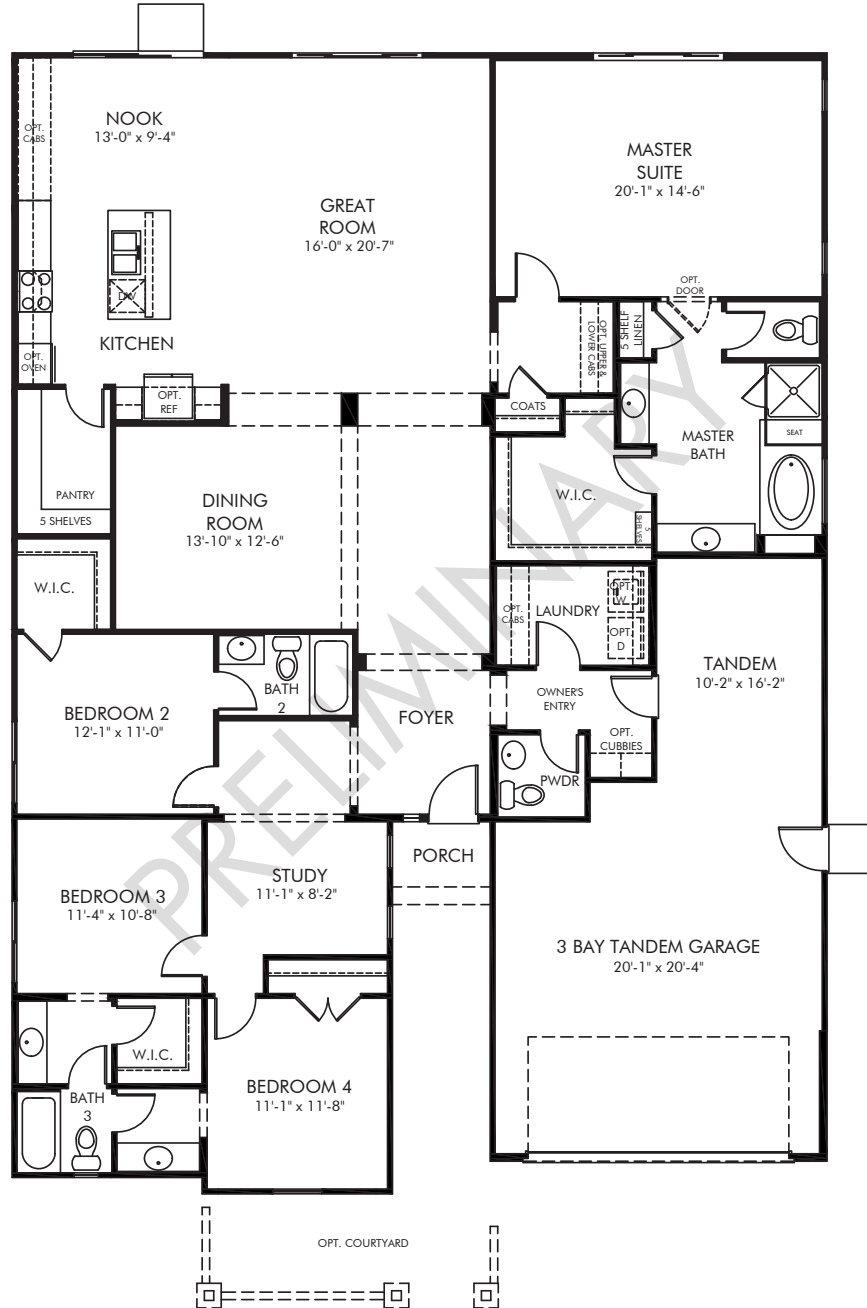 NOOK
13'-0" x 9'-4"
OPT.
CABS
MASTER
SUITE
20'-1" x 14'-6"
GREAT
ROOM
16'-0" x 20'-7"
D/W
OPT.
DOOR
KITCHEN
OPT.
OVEN
OPT.
REF
OPT. UPPER &
LOWER CABS
5 SHELF
LINEN
COATS
MASTER
BATH
SEAT
PANTRY
5 SHELVES
DINING
ROOM
13'-10" x 12'-6"
W.I.C.
5
SHELVES
W.I.C.
OPT.
CABS
LAUNDRY
OPT.
W
OPT.
D
TANDEM
10'-2" x 16'-2"
BEDROOM 2
12'-1" x 11'-0"
BATH
2
FOYER
OWNER'S
ENTRY
OPT.
CUBBIES
PWDR
PORCH
STUDY
11'-1" x 8'-2"
BEDROOM 3
11'-4" x 10'-8"
3 BAY TANDEM GARAGE
20'-1" x 20'-4"
W.I.C.
BEDROOM 4
11'-1" x 11'-8"
BATH
3
OPT. COURTYARD
PRELIMINARY